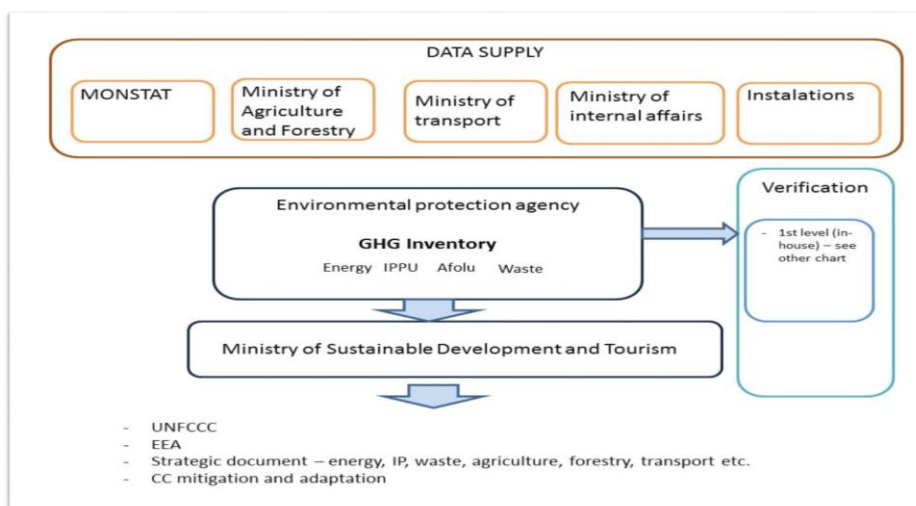 DATA SUPPLY
MONSTAT
Ministry of
Agriculture
and Forestry
Ministry of
transport
Ministry of
internal affairs
Instalations
Environmental protection agency
GHG Inventory
Energy IPPU Afolu Waste
Verification
- 1st level (in-
house) – see
other chart
Ministry of Sustainable Development and Tourism
- UNFCCC
- EEA
- Strategic document – energy, IP, waste, agriculture, forestry, transport etc.
- CC mitigation and adaptation